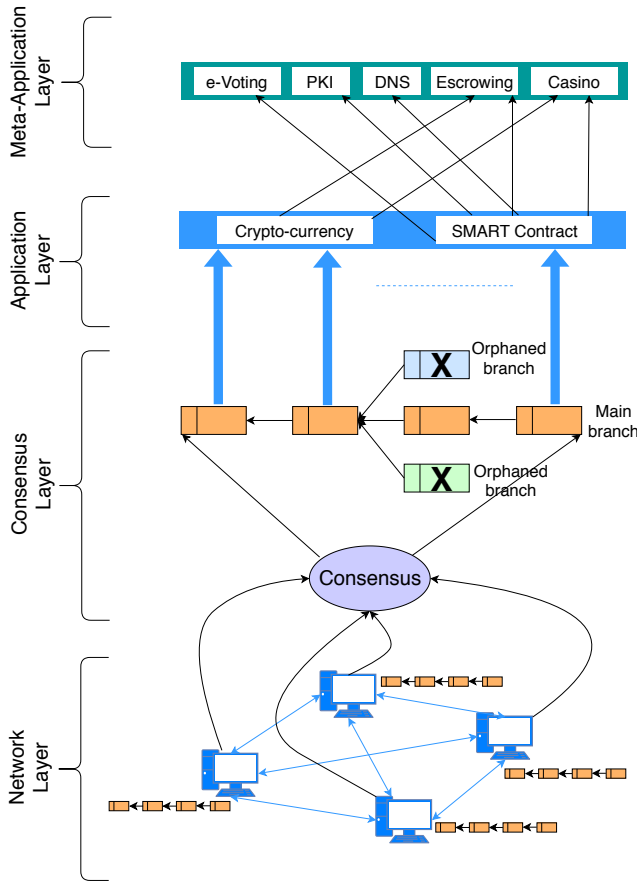 Meta-Application
Layer
e-Voting
PKI
DNS
Escrowing
Casino
Application
Layer
Crypto-currency
SMART Contract
Consensus
Layer
X
Orphaned
branch
Main
branch
X
Orphaned
branch
Consensus
Network
Layer